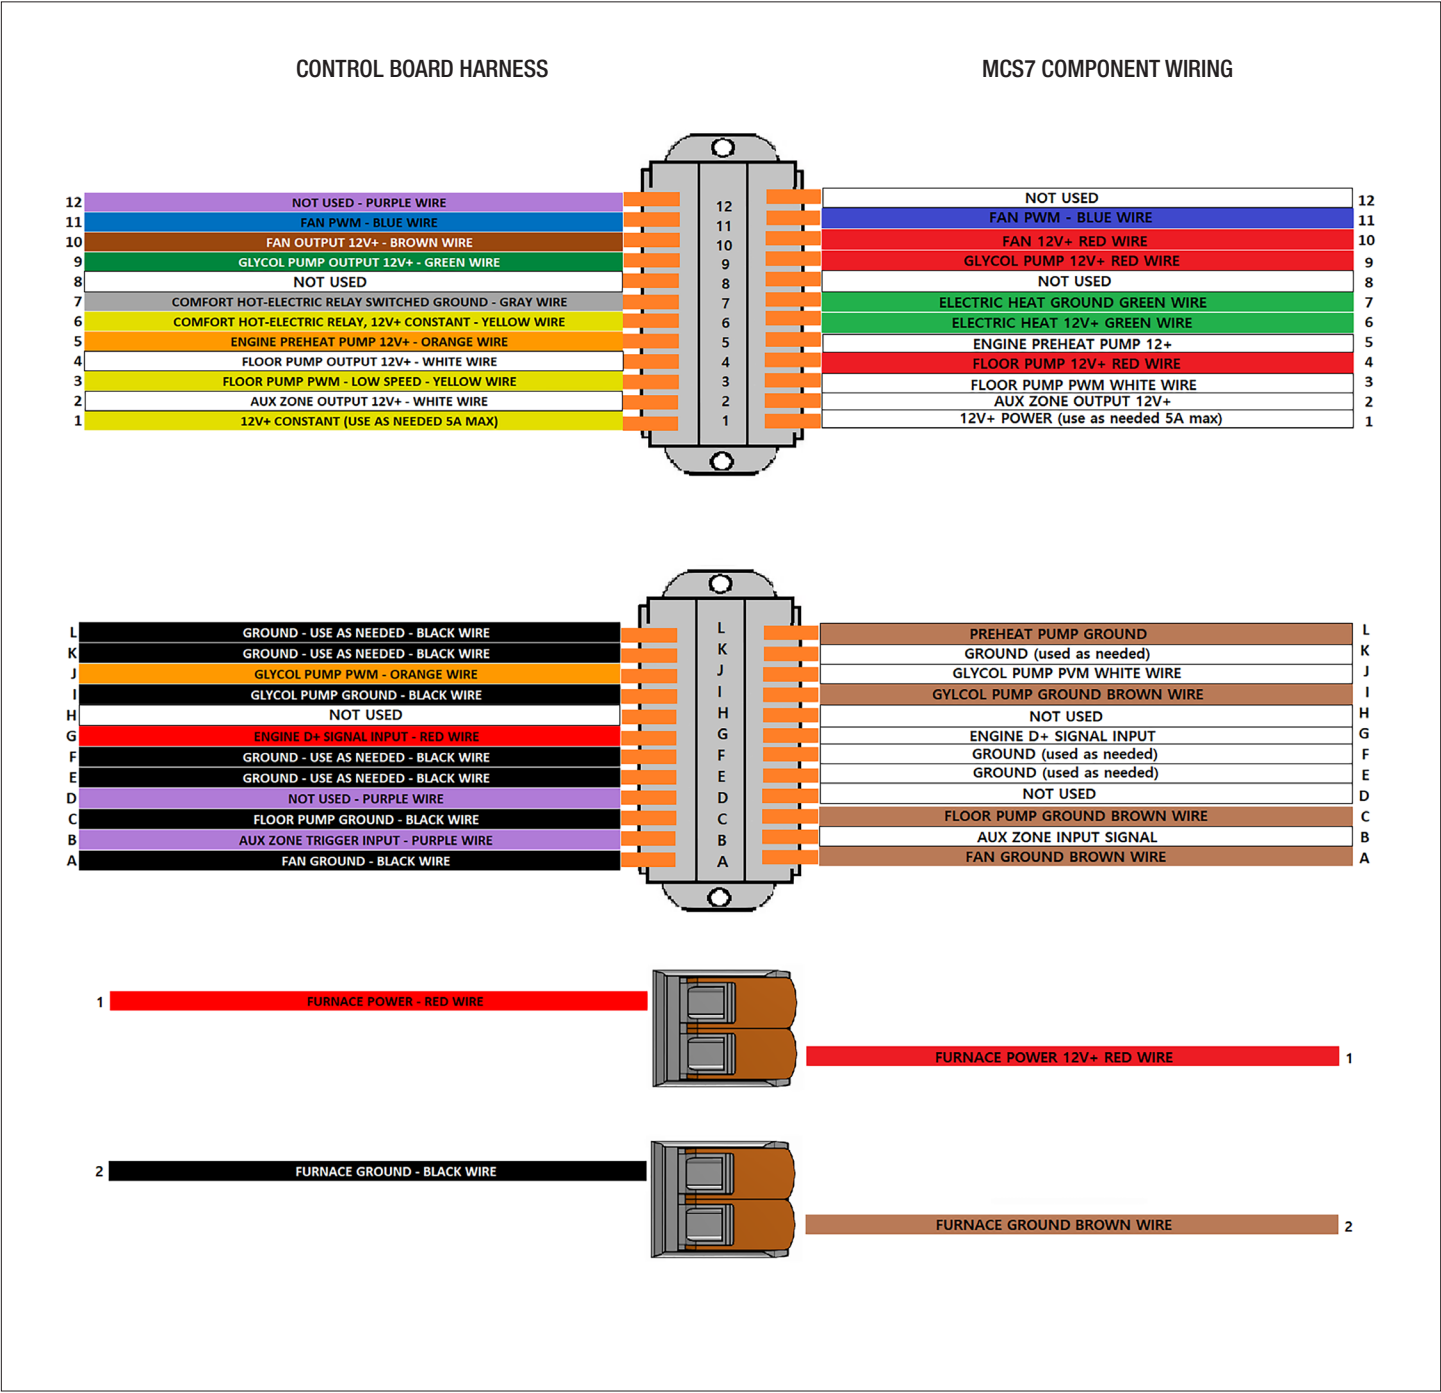 CONTROL BOARD HARNESS MCS7 COMPONENT WIRING
12 NOT USED - PURPLE WIRE 12 NOT USED 12
11 FAN PWM - BLUE WIRE 11 FAN PWM - BLUE WIRE 11
10 FAN OUTPUT 12V+ - BROWN WIRE 10 FAN 12V+ RED WIRE 10
9 GLYCOL PUMP OUTPUT 12V+ - GREEN WIRE 9 GLYCOL PUMP 12V+ RED WIRE 9
8 NOT USED 8 NOT USED 8
7 COMFORT HOT-ELECTRIC RELAY SWITCHED GROUND - GRAY WIRE 7 ELECTRIC HEAT GROUND GREEN WIRE 7
6 COMFORT HOT-ELECTRIC RELAY, 12V+ CONSTANT - YELLOW WIRE 6 ELECTRIC HEAT 12V+ GREEN WIRE 6
5 ENGINE PREHEAT PUMP 12V+ - ORANGE WIRE 5 ENGINE PREHEAT PUMP 12+ 5
4 FLOOR PUMP OUTPUT 12V+ - WHITE WIRE 4 FLOOR PUMP 12V+ RED WIRE 4
3 FLOOR PUMP PWM - LOW SPEED - YELLOW WIRE 3 FLOOR PUMP PWM WHITE WIRE 3
2 AUX ZONE OUTPUT 12V+ - WHITE WIRE 2 AUX ZONE OUTPUT 12V+ 2
1 12V+ CONSTANT (USE AS NEEDED 5A MAX) 1 12V+ POWER (use as needed 5A max) 1
L GROUND - USE AS NEEDED - BLACK WIRE L PREHEAT PUMP GROUND L
K GROUND - USE AS NEEDED - BLACK WIRE K GROUND (used as needed) K
J GLYCOL PUMP PWM - ORANGE WIRE J GLYCOL PUMP PVM WHITE WIRE J
I GLYCOL PUMP GROUND - BLACK WIRE I GYLCOL PUMP GROUND BROWN WIRE I
H NOT USED H NOT USED H
G ENGINE D+ SIGNAL INPUT - RED WIRE G ENGINE D+ SIGNAL INPUT G
F GROUND - USE AS NEEDED - BLACK WIRE F GROUND (used as needed) F
E GROUND - USE AS NEEDED - BLACK WIRE E GROUND (used as needed) E
D NOT USED - PURPLE WIRE D NOT USED D
C FLOOR PUMP GROUND - BLACK WIRE C FLOOR PUMP GROUND BROWN WIRE C
B AUX ZONE TRIGGER INPUT - PURPLE WIRE B AUX ZONE INPUT SIGNAL B
A FAN GROUND - BLACK WIRE A FAN GROUND BROWN WIRE A
1 FURNACE POWER - RED WIRE
FURNACE POWER 12V+ RED WIRE 1
2 FURNACE GROUND - BLACK WIRE
FURNACE GROUND BROWN WIRE 2